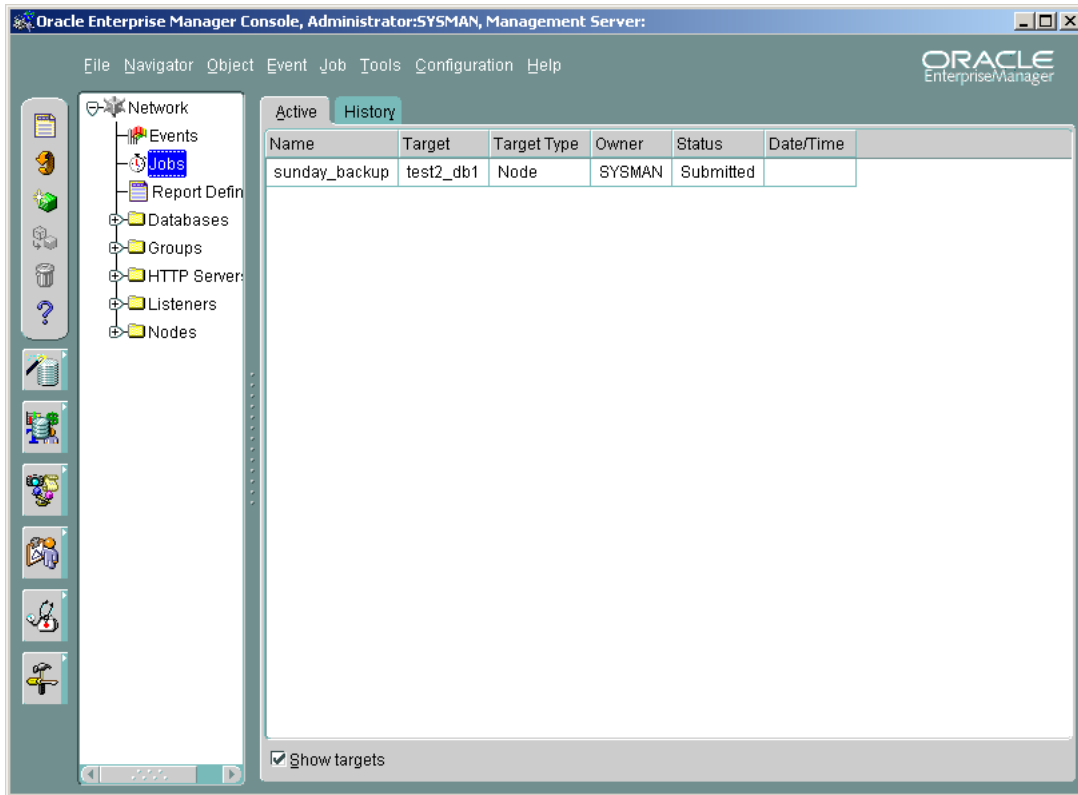 Oracle Enterprise Manager Console, Administrator:SYSMAN, Management Server:
File Navigator Object Event Job Tools Configuration Help
ORACLE
EnterpriseManager
Network
Events
Jobs
Report Defin
Databases
Groups
HTTP Server
Listeners
Nodes
Active History
Name Target Target Type Owner Status Date/Time
sunday_backup test2_db1 Node SYSMAN Submitted
Show targets